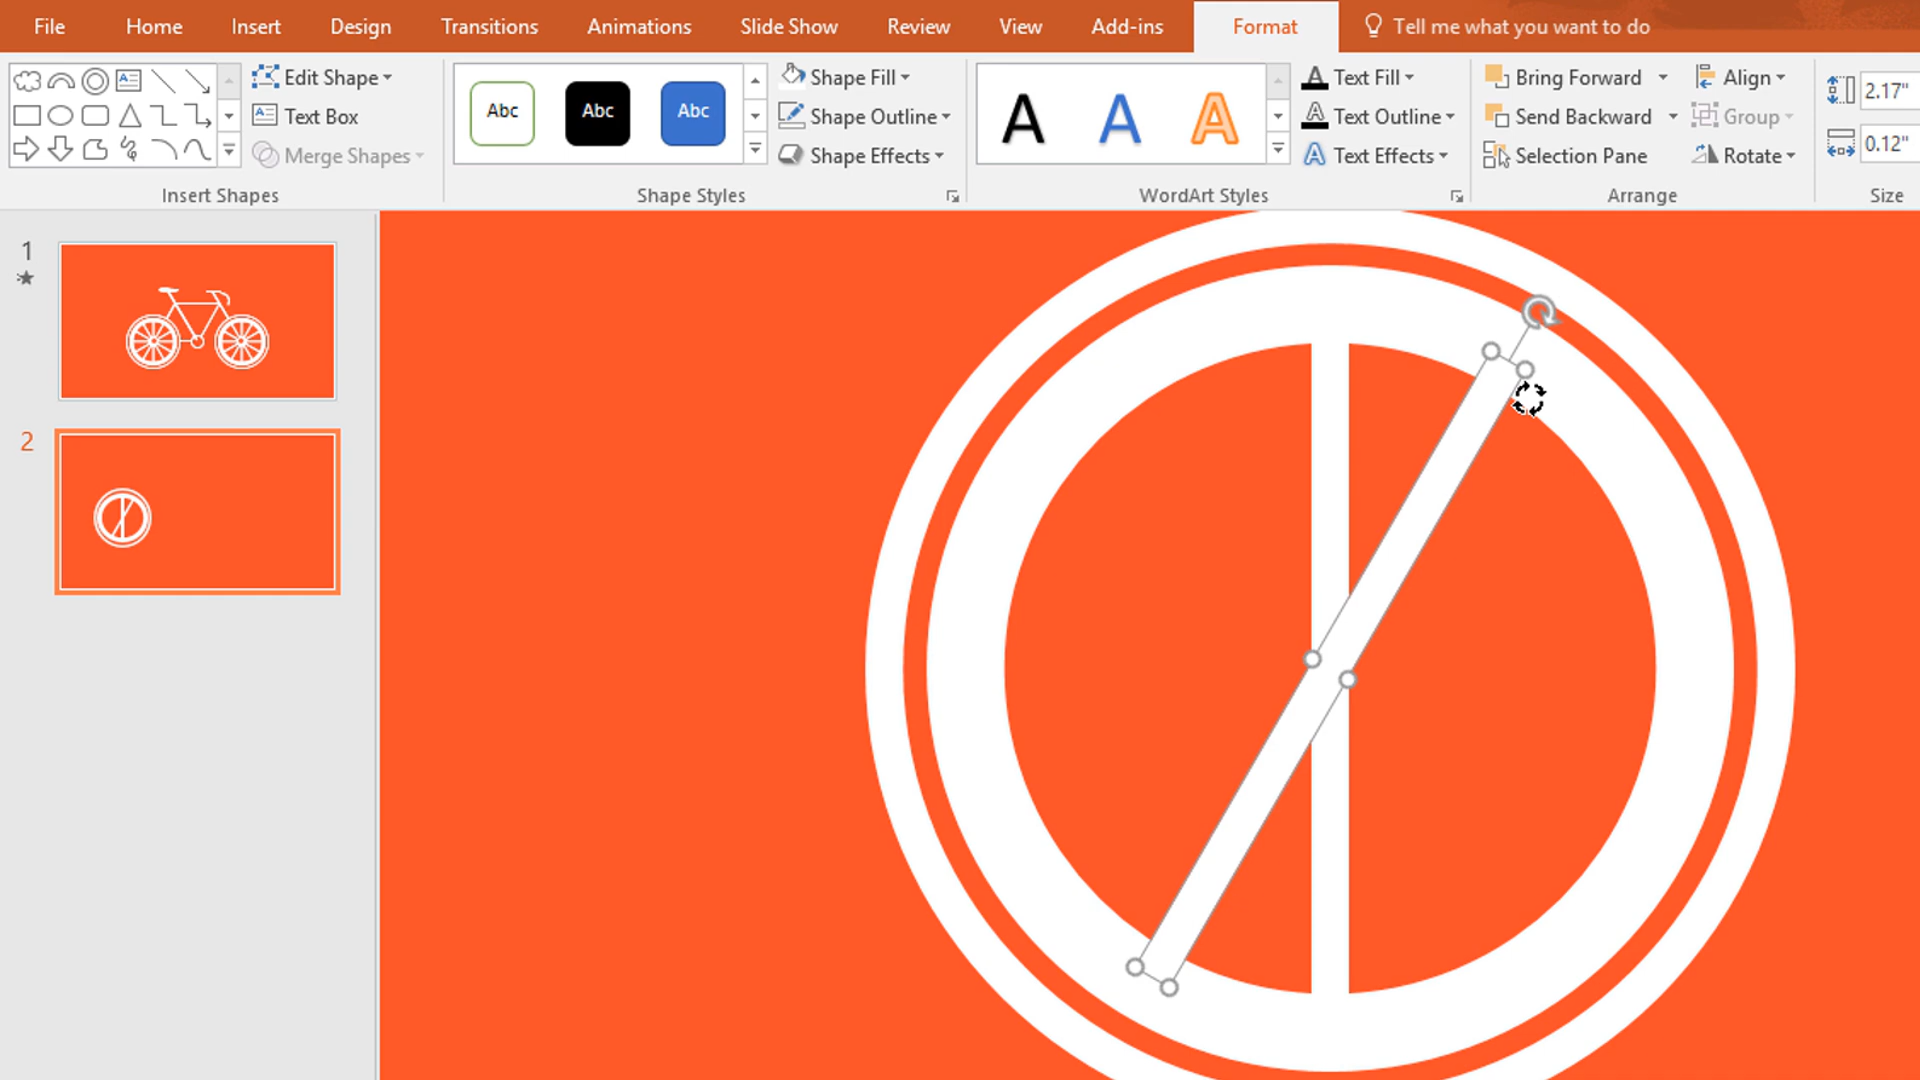 File Home Insert Design Transitions Animations Slide Show Review View Add-ins Format Tell me what you want to do
Edit Shape
Text Box
Merge Shapes
Insert Shapes
Abc Abc Abc
Shape Fill
Shape Outline
Shape Effects
Shape Styles
A A A
Text Fill
Text Outline
Text Effects
WordArt Styles
Bring Forward
Send Backward
Selection Pane
Align
Group
Rotate
Arrange
2.17"
0.12"
Size
1
2